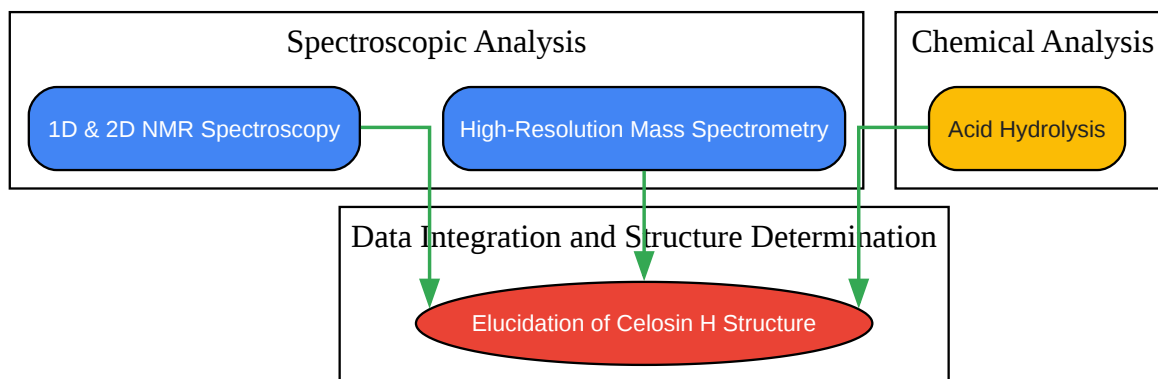 Spectroscopic Analysis
Chemical Analysis
1D & 2D NMR Spectroscopy
High-Resolution Mass Spectrometry
Acid Hydrolysis
Data Integration and Structure Determination
Elucidation of Celosin H Structure